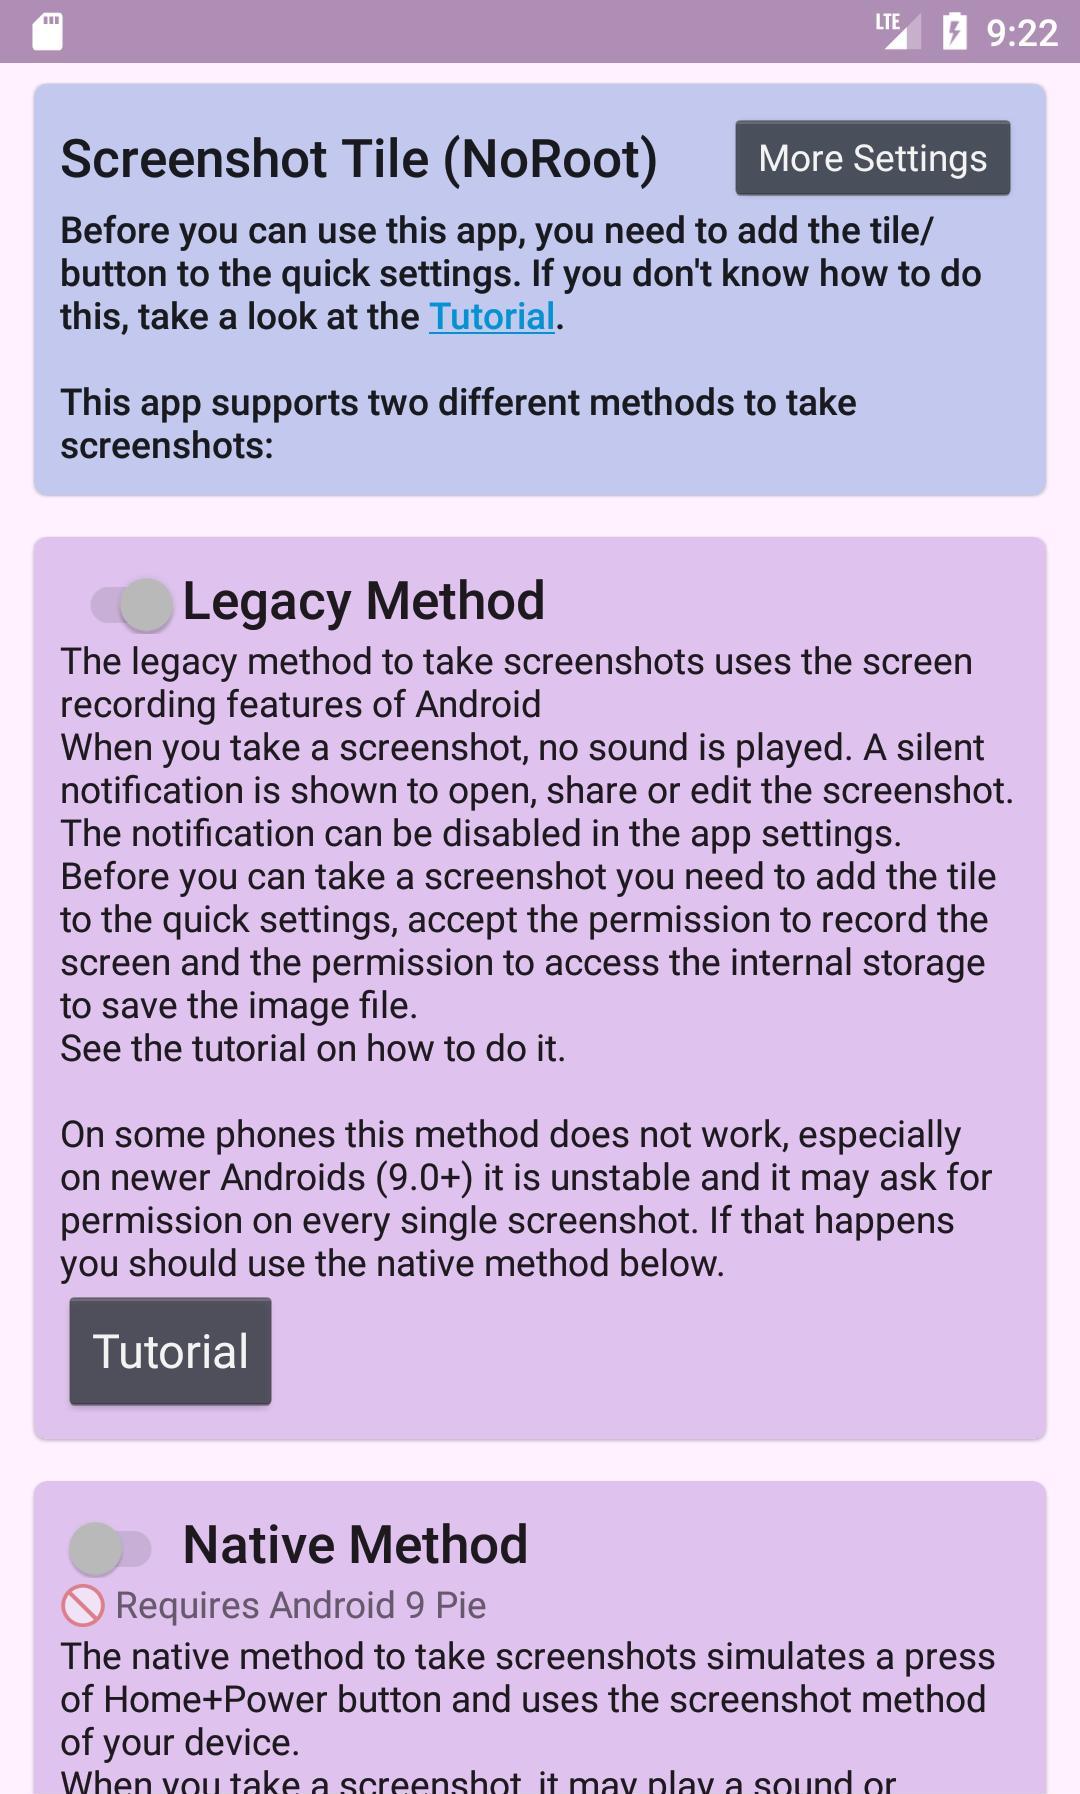 LTE 9:22
Screenshot Tile (NoRoot) More Settings
Before you can use this app, you need to add the tile/
button to the quick settings. If you don't know how to do
this, take a look at the Tutorial.
This app supports two different methods to take
screenshots:
Legacy Method
The legacy method to take screenshots uses the screen
recording features of Android
When you take a screenshot, no sound is played. A silent
notification is shown to open, share or edit the screenshot.
The notification can be disabled in the app settings.
Before you can take a screenshot you need to add the tile
to the quick settings, accept the permission to record the
screen and the permission to access the internal storage
to save the image file.
See the tutorial on how to do it.
On some phones this method does not work, especially
on newer Androids (9.0+) it is unstable and it may ask for
permission on every single screenshot. If that happens
you should use the native method below.
Tutorial
Native Method
Requires Android 9 Pie
The native method to take screenshots simulates a press
of Home+Power button and uses the screenshot method
of your device.
When you take a screenshot, it may play a sound or